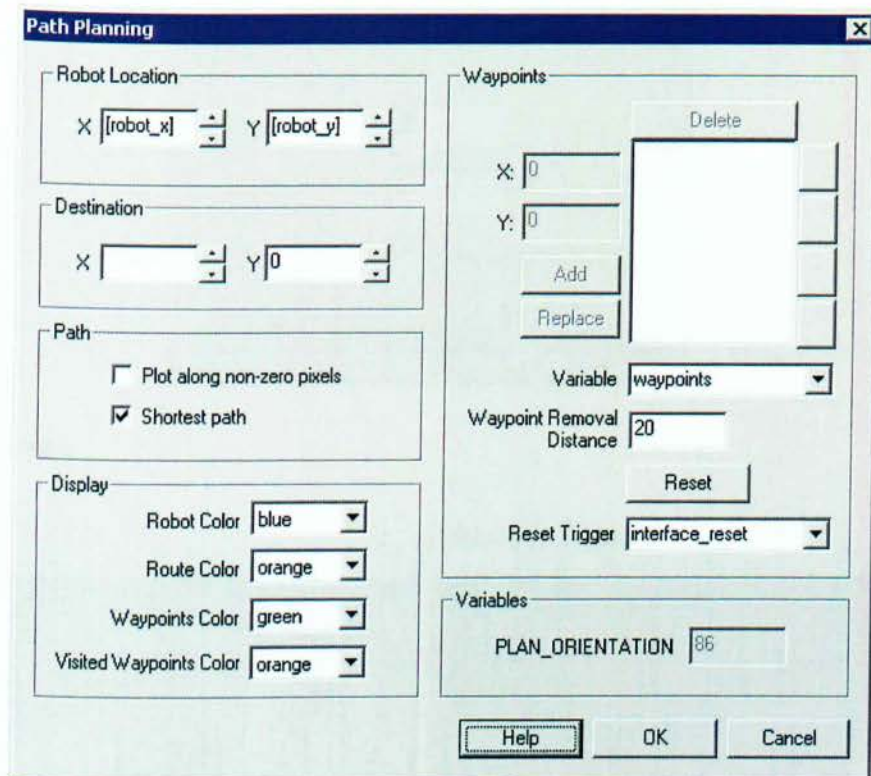 Path Planning
Robot Location
X [robot_x] Y [robot_y]
Destination
X Y 0
Path
Plot along non-zero pixels
Shortest path
Display
Robot Color blue
Route Color orange
Waypoints Color green
Visited Waypoints Color orange
Waypoints
Delete
X: 0
Y: 0
Add
Replace
Variable waypoints
Waypoint Removal
Distance 20
Reset
Reset Trigger interface_reset
Variables
PLAN_ORIENTATION 86
Help OK Cancel